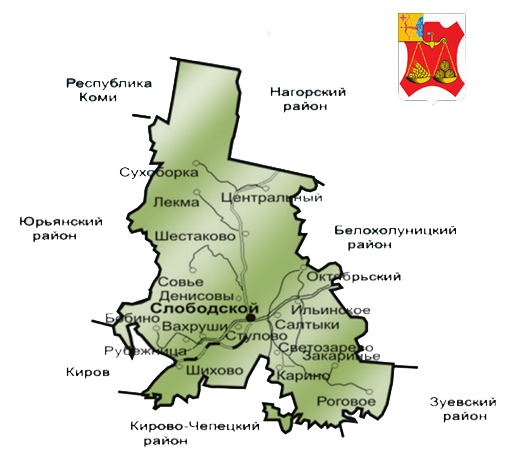 Республика
Коми
Нагорский
район
Сухоборка
Центральный
Лекма
Юрьянский
район
Шестаково
Белохолуницкий
район
Октябрьский
Совье
Денисовы
Слободской
Ильинское
Бобино
Вахруши
Салтыки
Стулово
Рубежница
Светозарево
Закаринье
Киров
Шихово
Карино
Роговое
Зуевский
район
Кирово-Чепецкий
район